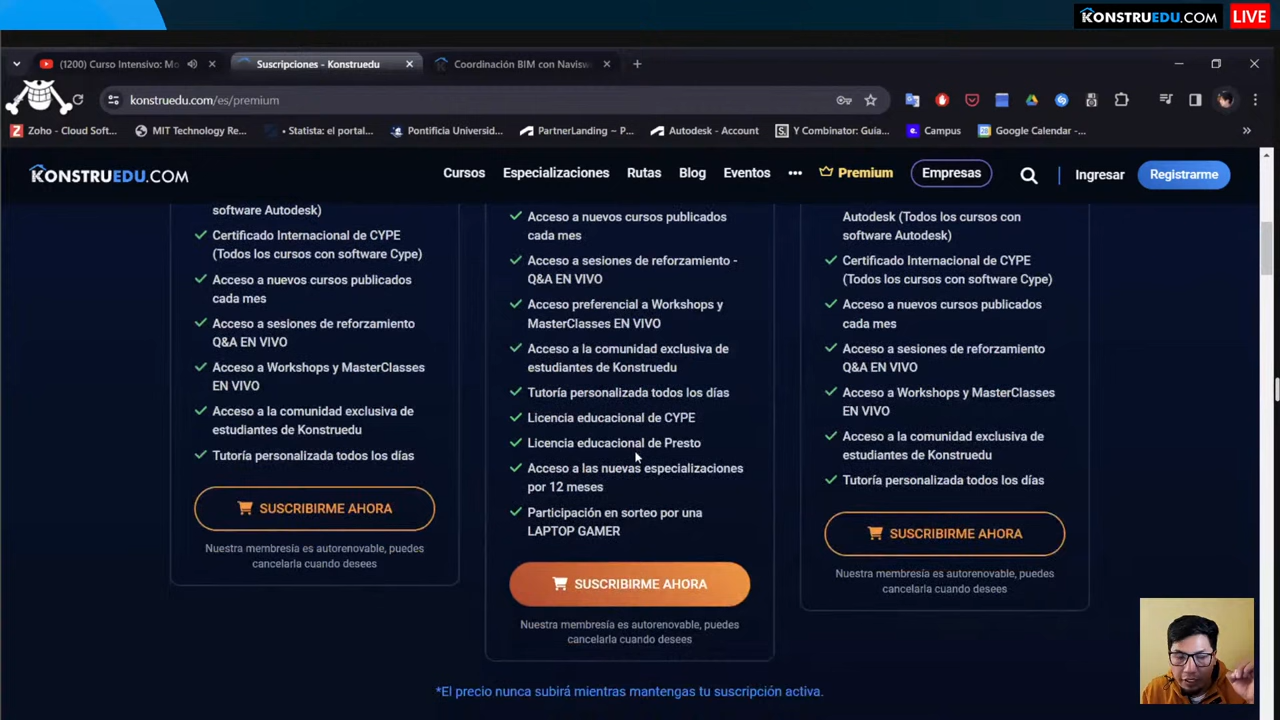 KONSTRUEDU.COM LIVE
(1200) Curso Intensivo: Mo
Suscripciones - Konstruedu
Coordinación BIM con Navisw
konstruedu.com/es/premium
Zoho - Cloud Soft...
MIT Technology Re...
• Statista: el portal...
Pontificia Universid...
PartnerLanding – P...
Autodesk - Account
Y Combinator: Guía...
Campus
Google Calendar -...
KONSTRUEDU.COM
Cursos
Especializaciones
Rutas
Blog
Eventos
Premium
Empresas
Ingresar
Registrarme
software Autodesk)
Certificado Internacional de CYPE
(Todos los cursos con software Cype)
Acceso a nuevos cursos publicados
cada mes
Acceso a sesiones de reforzamiento
Q&A EN VIVO
Acceso a Workshops y MasterClasses
EN VIVO
Acceso a la comunidad exclusiva de
estudiantes de Konstruedu
Tutoría personalizada todos los días
SUSCRIBIRME AHORA
Nuestra membresía es autorenovable, puedes
cancelarla cuando desees
Acceso a nuevos cursos publicados
cada mes
Acceso a sesiones de reforzamiento -
Q&A EN VIVO
Acceso preferencial a Workshops y
MasterClasses EN VIVO
Acceso a la comunidad exclusiva de
estudiantes de Konstruedu
Tutoría personalizada todos los días
Licencia educacional de CYPE
Licencia educacional de Presto
Acceso a las nuevas especializaciones
por 12 meses
Participación en sorteo por una
LAPTOP GAMER
SUSCRIBIRME AHORA
Nuestra membresía es autorenovable, puedes
cancelarla cuando desees
Autodesk (Todos los cursos con
software Autodesk)
Certificado Internacional de CYPE
(Todos los cursos con software Cype)
Acceso a nuevos cursos publicados
cada mes
Acceso a sesiones de reforzamiento
Q&A EN VIVO
Acceso a Workshops y MasterClasses
EN VIVO
Acceso a la comunidad exclusiva de
estudiantes de Konstruedu
Tutoría personalizada todos los días
SUSCRIBIRME AHORA
Nuestra membresía es autorenovable, puedes
cancelarla cuando desees
*El precio nunca subirá mientras mantengas tu suscripción activa.